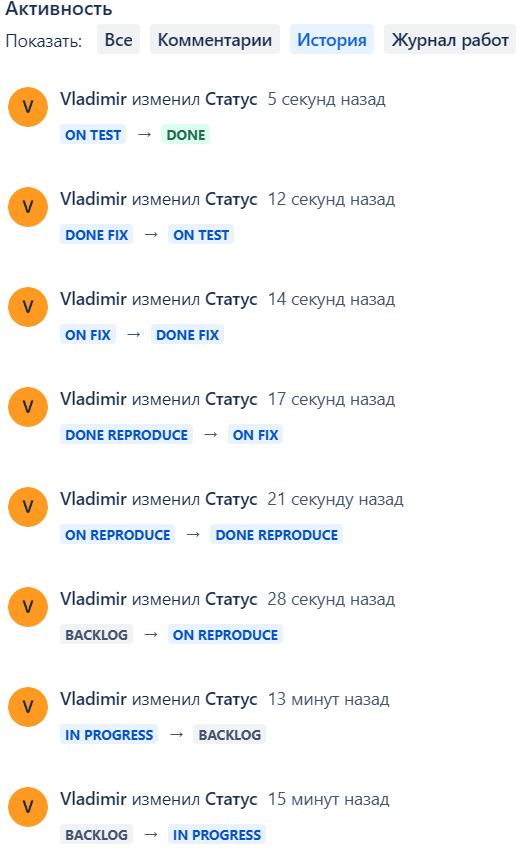 Активность
Показать: Все Комментарии История Журнал работ
V Vladimir изменил Статус 5 секунд назад
ON TEST → DONE
V Vladimir изменил Статус 12 секунд назад
DONE FIX → ON TEST
V Vladimir изменил Статус 14 секунд назад
ON FIX → DONE FIX
V Vladimir изменил Статус 17 секунд назад
DONE REPRODUCE → ON FIX
V Vladimir изменил Статус 21 секунду назад
ON REPRODUCE → DONE REPRODUCE
V Vladimir изменил Статус 28 секунд назад
BACKLOG → ON REPRODUCE
V Vladimir изменил Статус 13 минут назад
IN PROGRESS → BACKLOG
V Vladimir изменил Статус 15 минут назад
BACKLOG → IN PROGRESS